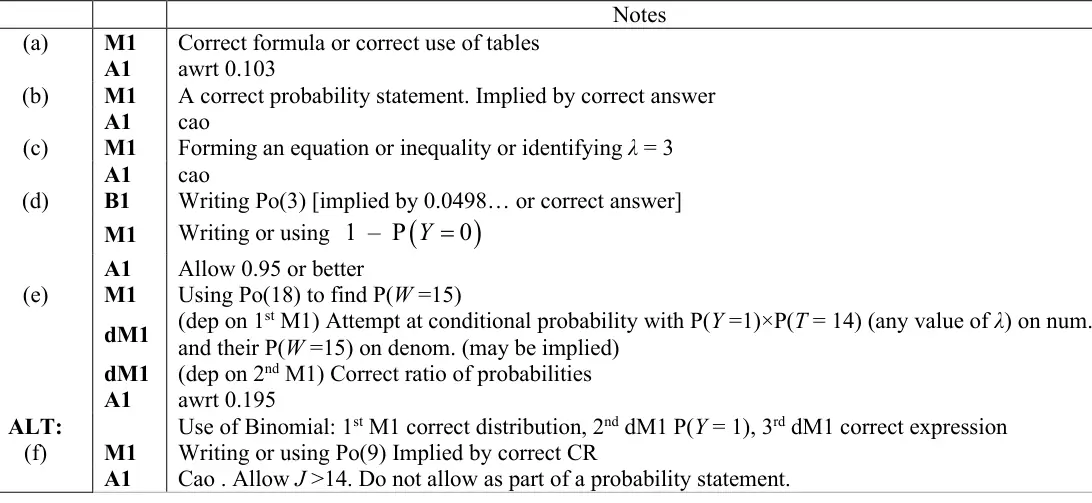 Notes
(a) M1 Correct formula or correct use of tables
A1 awrt 0.103
(b) M1 A correct probability statement. Implied by correct answer
A1 cao
(c) M1 Forming an equation or inequality or identifying λ = 3
A1 cao
(d) B1 Writing Po(3) [implied by 0.0498… or correct answer]
M1 Writing or using 1 – P(Y = 0)
A1 Allow 0.95 or better
(e) M1 Using Po(18) to find P(W =15)
dM1 (dep on 1st M1) Attempt at conditional probability with P(Y =1)×P(T = 14) (any value of λ) on num.
and their P(W =15) on denom. (may be implied)
dM1 (dep on 2nd M1) Correct ratio of probabilities
A1 awrt 0.195
ALT: Use of Binomial: 1st M1 correct distribution, 2nd dM1 P(Y = 1), 3rd dM1 correct expression
(f) M1 Writing or using Po(9) Implied by correct CR
A1 Cao . Allow J >14. Do not allow as part of a probability statement.